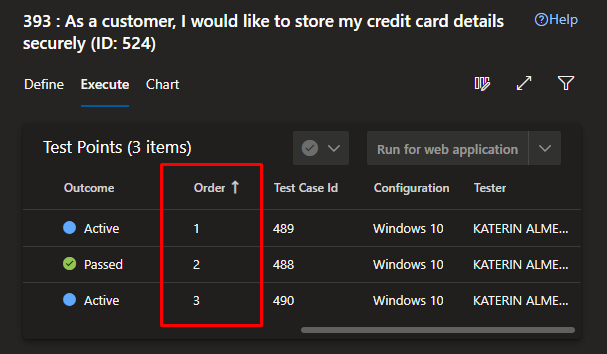 393 : As a customer, I would like to store my credit card details
securely (ID: 524)
Help
Define Execute Chart
Test Points (3 items)
Run for web application
Outcome Order ↑ Test Case Id Configuration Tester
Active 1 489 Windows 10 KATERIN ALME...
Passed 2 488 Windows 10 KATERIN ALME...
Active 3 490 Windows 10 KATERIN ALME...